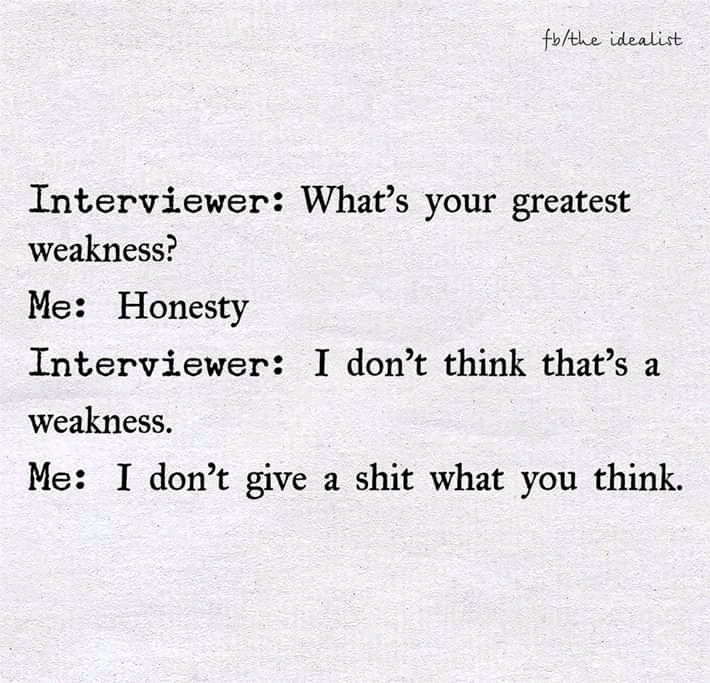 fb/the idealist
Interviewer: What's your greatest
weakness?
Me: Honesty
Interviewer: I don't think that's a
weakness.
Me: I don't give a shit what you think.